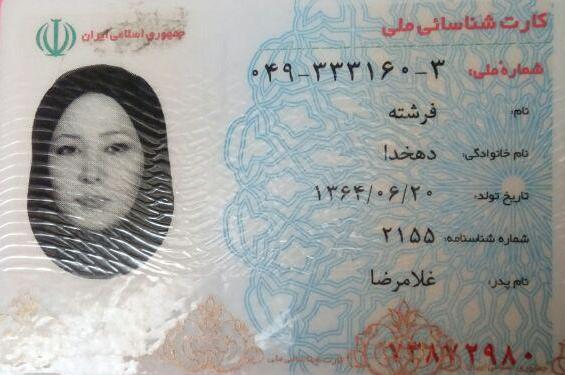 کارت شناسائی ملی
جمهوری اسلامی ایران
شماره ملی: ۰۴۹-۳۳۳۱۶۰-۳
نام: فرشته
نام خانوادگی: دهخدا
تاریخ تولد: ۱۳۶۴/۰۶/۲۰
شماره شناسنامه: ۲۱۵۵
نام پدر: غلامرضا
۷۳۸۷۲۹۸۰